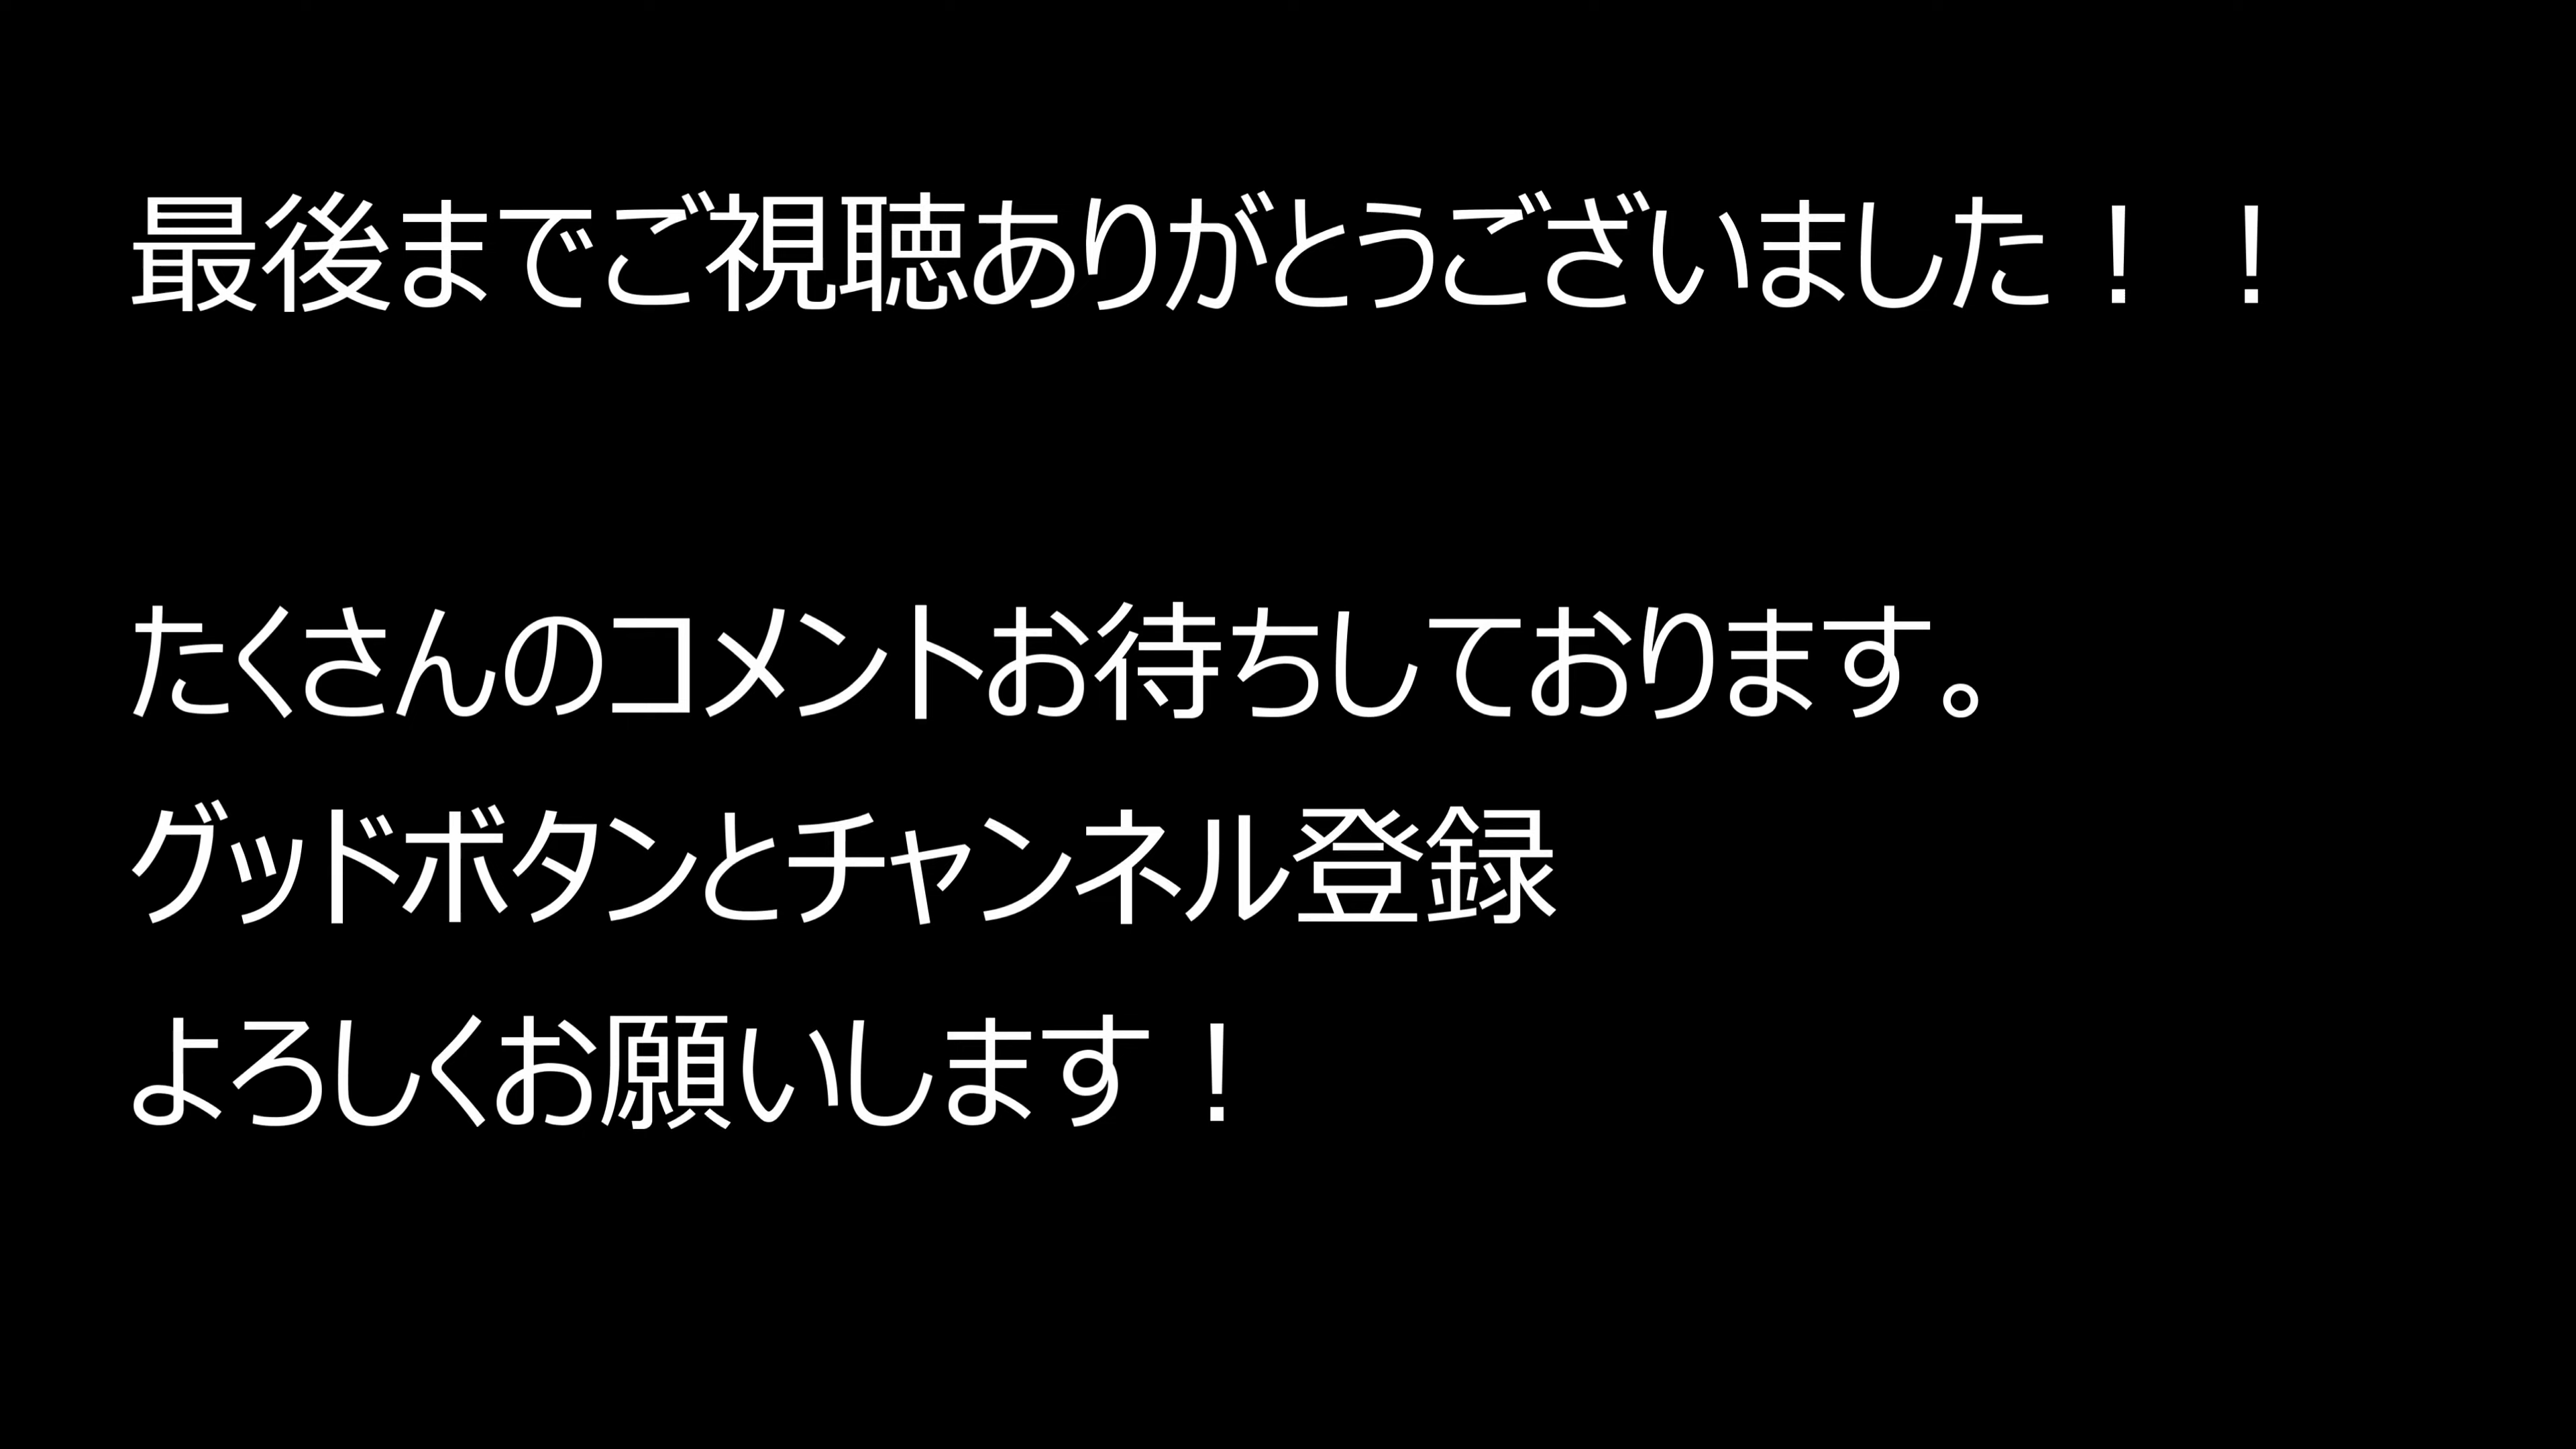 最後までご視聴ありがとうございました！！
たくさんのコメントお待ちしております。
グッドボタンとチャンネル登録
よろしくお願いします！